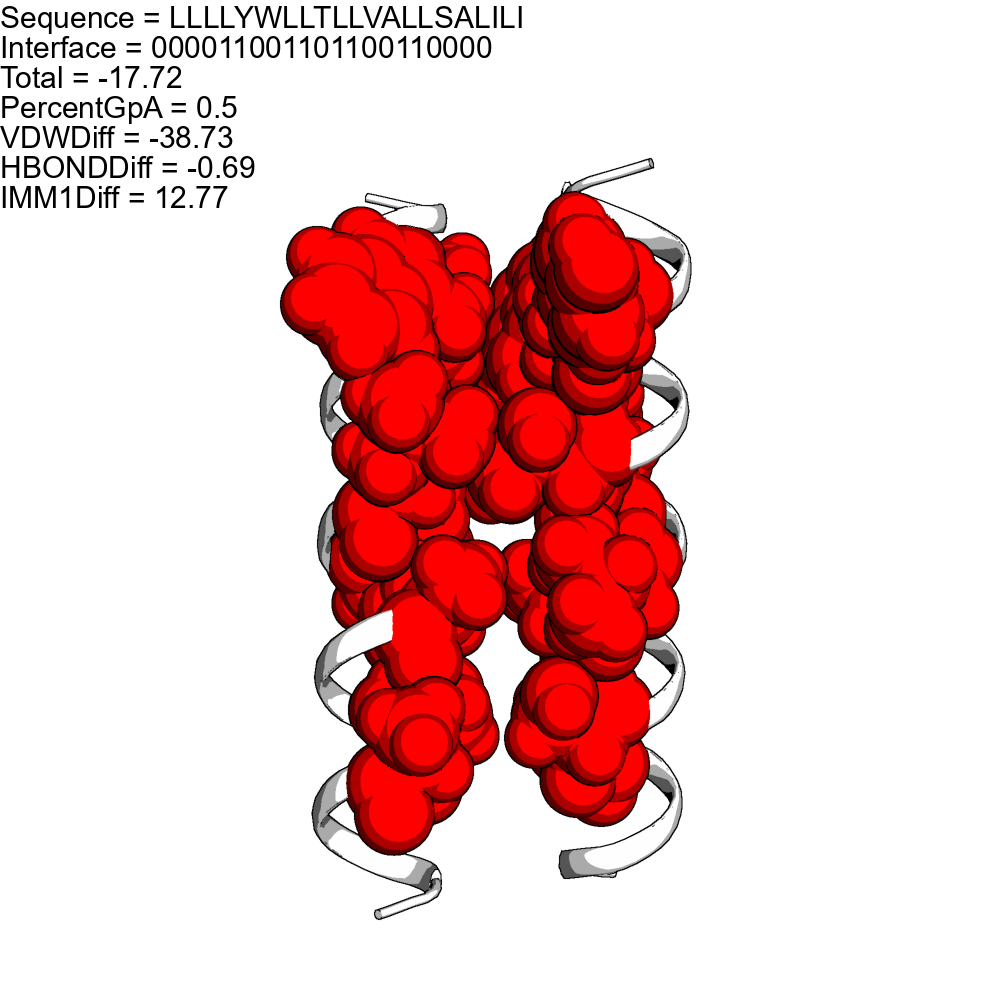 Sequence = LLLLYWLLTLLVALLSALILI
Interface = 000011001101100110000
Total = -17.72
PercentGpA = 0.5
VDWDiff = -38.73
HBONDDiff = -0.69
IMM1Diff = 12.77